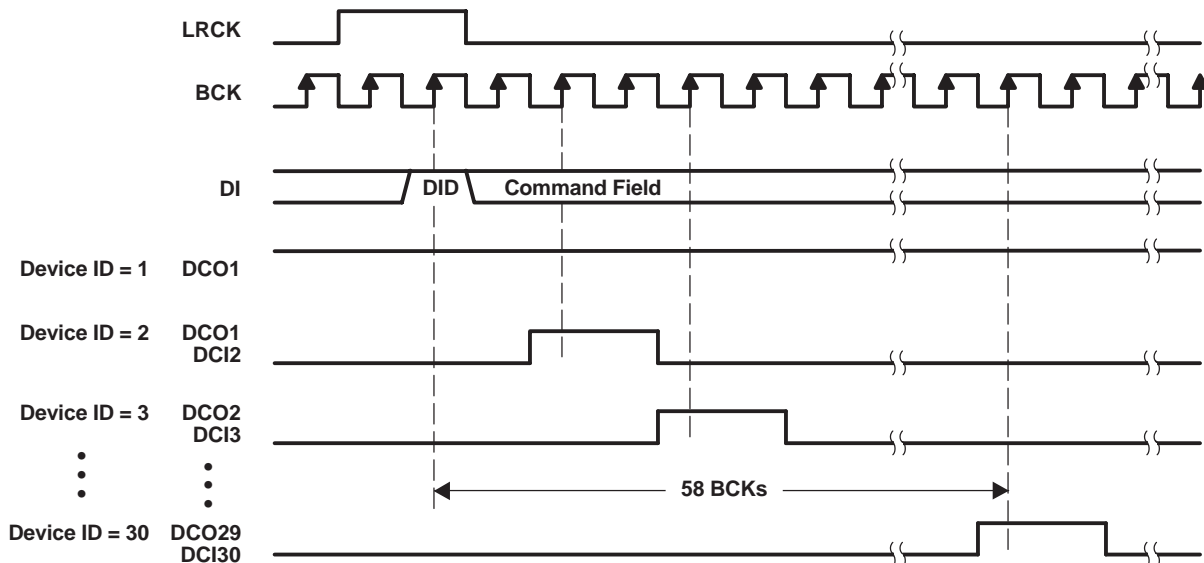 LRCK
BCK
DI
DID
Command Field
Device ID = 1 DCO1
Device ID = 2 DCO1
DCI2
Device ID = 3 DCO2
DCI3
58 BCKs
Device ID = 30 DCO29
DCI30